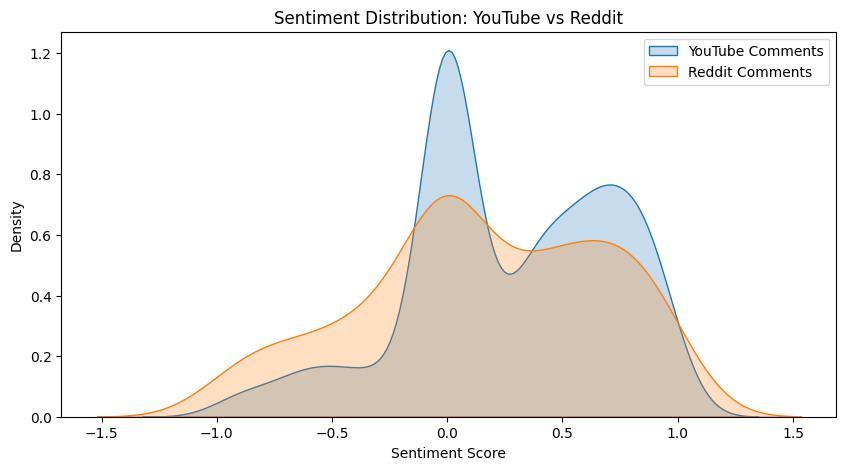 Sentiment Distribution: YouTube vs Reddit
YouTube Comments
Reddit Comments
1.2
1.0
0.8
0.6
0.4
0.2
0.0
Density
−1.5 −1.0 −0.5 0.0 0.5 1.0 1.5
Sentiment Score